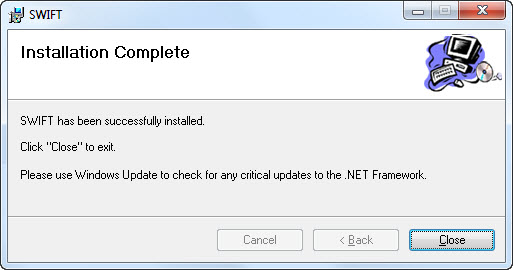 SWIFT
Installation Complete
SWIFT has been successfully installed.
Click "Close" to exit.
Please use Windows Update to check for any critical updates to the .NET Framework.
Cancel
< Back
Close